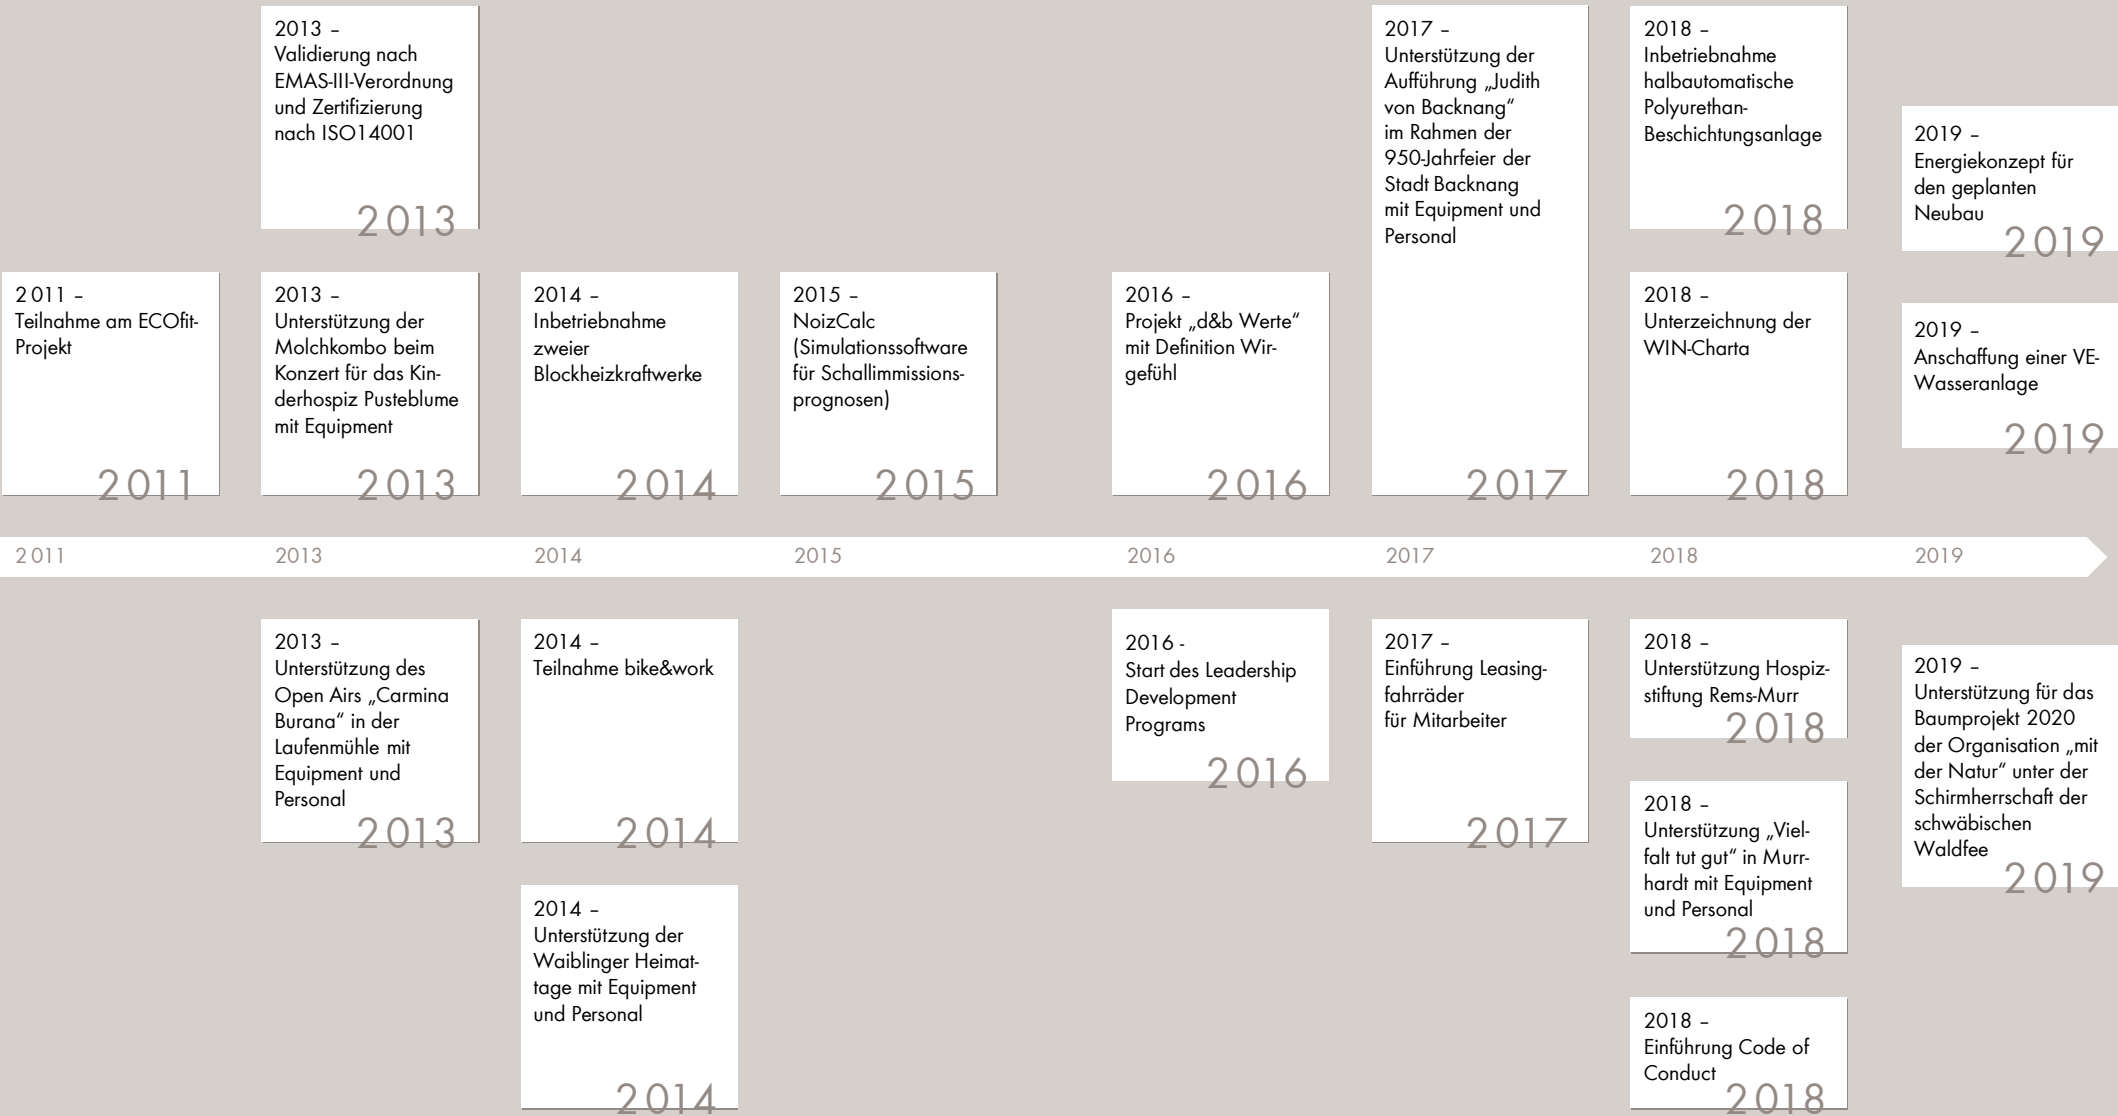 2013 –
Validierung nach
EMAS-III-Verordnung
und Zertifizierung
nach ISO14001
2013
2017 –
Unterstützung der
Aufführung „Judith
von Backnang“
im Rahmen der
950-Jahrfeier der
Stadt Backnang
mit Equipment und
Personal
2017
2018 –
Inbetriebnahme
halbautomatische
Polyurethan-
Beschichtungsanlage
2018
2019 –
Energiekonzept für
den geplanten
Neubau
2019
2011 –
Teilnahme am ECOfit-
Projekt
2011
2013 –
Unterstützung der
Molchkombo beim
Konzert für das Kin-
derhospiz Pusteblume
mit Equipment
2013
2014 –
Inbetriebnahme
zweier
Blockheizkraftwerke
2014
2015 –
NoizCalc
(Simulationssoftware
für Schallimmissions-
prognosen)
2015
2016 –
Projekt „d&b Werte“
mit Definition Wir-
gefühl
2016
2018 –
Unterzeichnung der
WIN-Charta
2018
2019 –
Anschaffung einer VE-
Wasseranlage
2019
2011
2013
2014
2015
2016
2017
2018
2019
2013 –
Unterstützung des
Open Airs „Carmina
Burana“ in der
Laufenmühle mit
Equipment und
Personal
2013
2014 –
Teilnahme bike&work
2014
2014 –
Unterstützung der
Waiblinger Heimat-
tage mit Equipment
und Personal
2014
2016 -
Start des Leadership
Development
Programs
2016
2017 –
Einführung Leasing-
fahrräder
für Mitarbeiter
2017
2018 –
Unterstützung Hospiz-
stiftung Rems-Murr
2018
2018 –
Unterstützung „Viel-
falt tut gut“ in Murr-
hardt mit Equipment
und Personal
2018
2018 –
Einführung Code of
Conduct
2018
2019 –
Unterstützung für das
Baumprojekt 2020
der Organisation „mit
der Natur“ unter der
Schirmherrschaft der
schwäbischen
Waldfee
2019